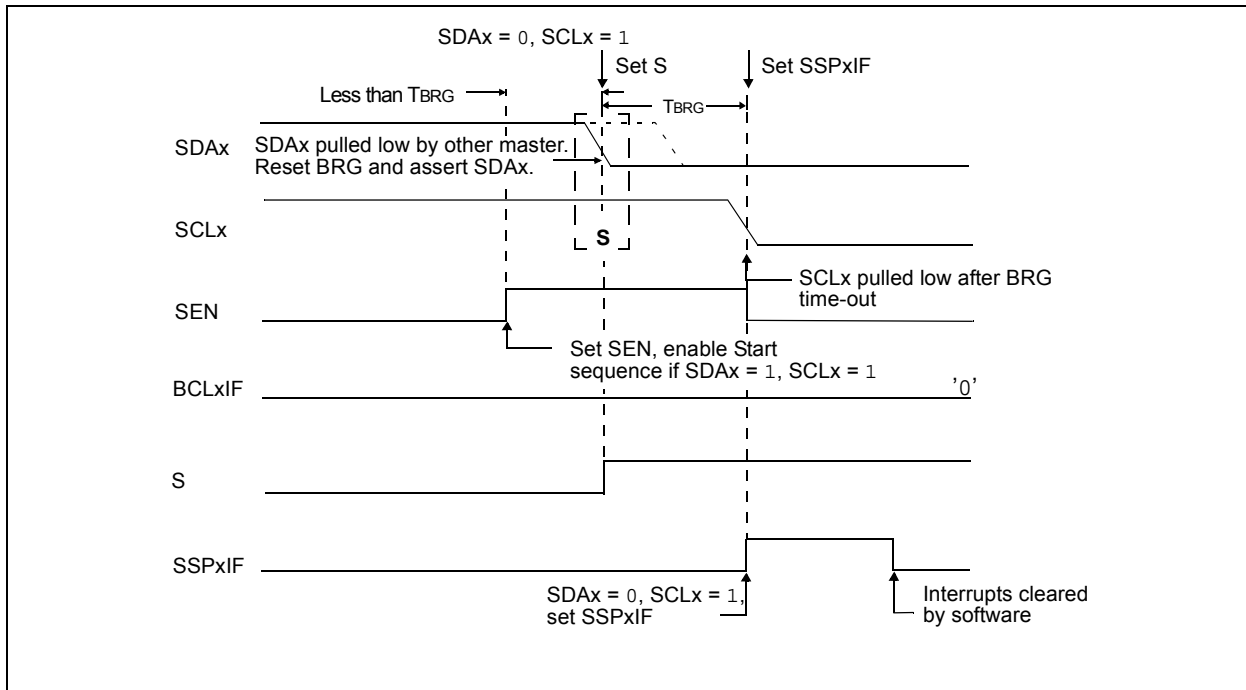 SDAx = 0, SCLx = 1
Set S
Set SSPxIF
Less than TBRG
TBRG
SDAx
SDAx pulled low by other master.
Reset BRG and assert SDAx.
SCLx
S
SCLx pulled low after BRG
time-out
SEN
Set SEN, enable Start
sequence if SDAx = 1, SCLx = 1
BCLxIF
'0'
S
SSPxIF
SDAx = 0, SCLx = 1,
set SSPxIF
Interrupts cleared
by software